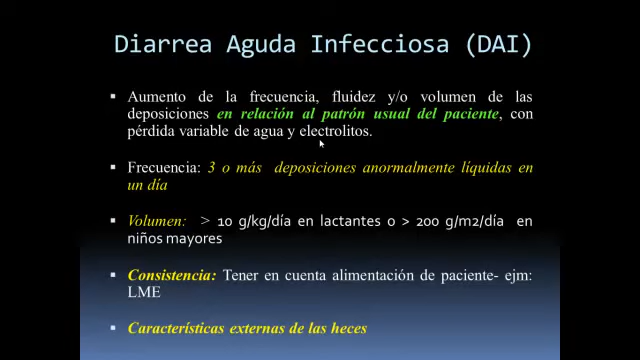 Diarrea Aguda Infecciosa (DAI)
▪ Aumento de la frecuencia, fluidez y/o volumen de las
deposiciones en relación al patrón usual del paciente, con
pérdida variable de agua y electrolitos.
▪ Frecuencia: 3 o más deposiciones anormalmente líquidas en
un día
▪ Volumen: > 10 g/kg/día en lactantes o > 200 g/m2/día en
niños mayores
▪ Consistencia: Tener en cuenta alimentación de paciente- ejm:
LME
▪ Características externas de las heces